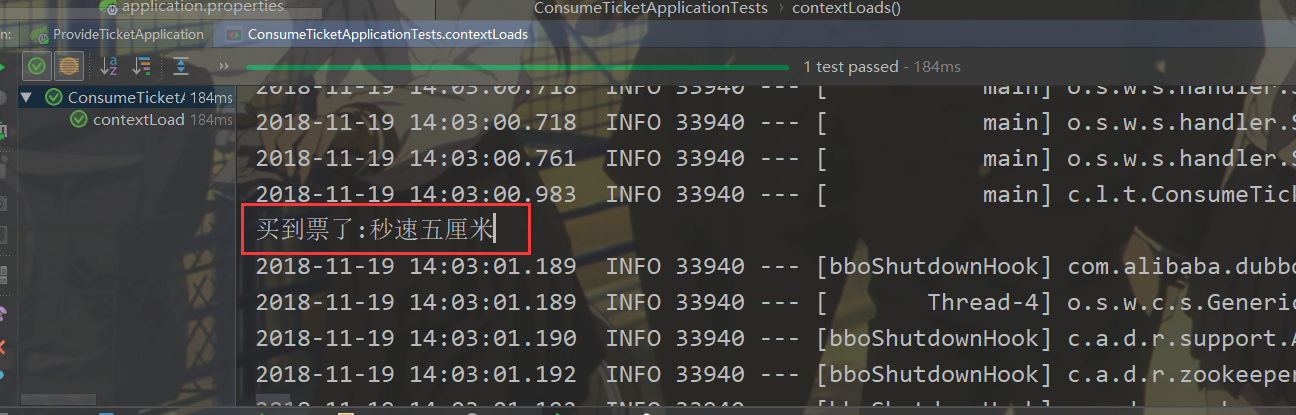 application.properties
ConsumeTicketApplicationTests › contextLoads()
n: ProvideTicketApplication ConsumeTicketApplicationTests.contextLoads
» 1 test passed - 184ms
ConsumeTicketA 184ms
contextLoad 184ms
2018-11-19 14:03:00.718 INFO 33940 --- [ main] o.s.w.s.handler.S
2018-11-19 14:03:00.718 INFO 33940 --- [ main] o.s.w.s.handler.S
2018-11-19 14:03:00.761 INFO 33940 --- [ main] o.s.w.s.handler.S
2018-11-19 14:03:00.983 INFO 33940 --- [ main] c.l.t.ConsumeTick
买到票了:秒速五厘米
2018-11-19 14:03:01.189 INFO 33940 --- [bboShutdownHook] com.alibaba.dubbo
2018-11-19 14:03:01.189 INFO 33940 --- [ Thread-4] o.s.w.c.s.Generic
2018-11-19 14:03:01.190 INFO 33940 --- [bboShutdownHook] c.a.d.r.support.A
2018-11-19 14:03:01.192 INFO 33940 --- [bboShutdownHook] c.a.d.r.zookeeper